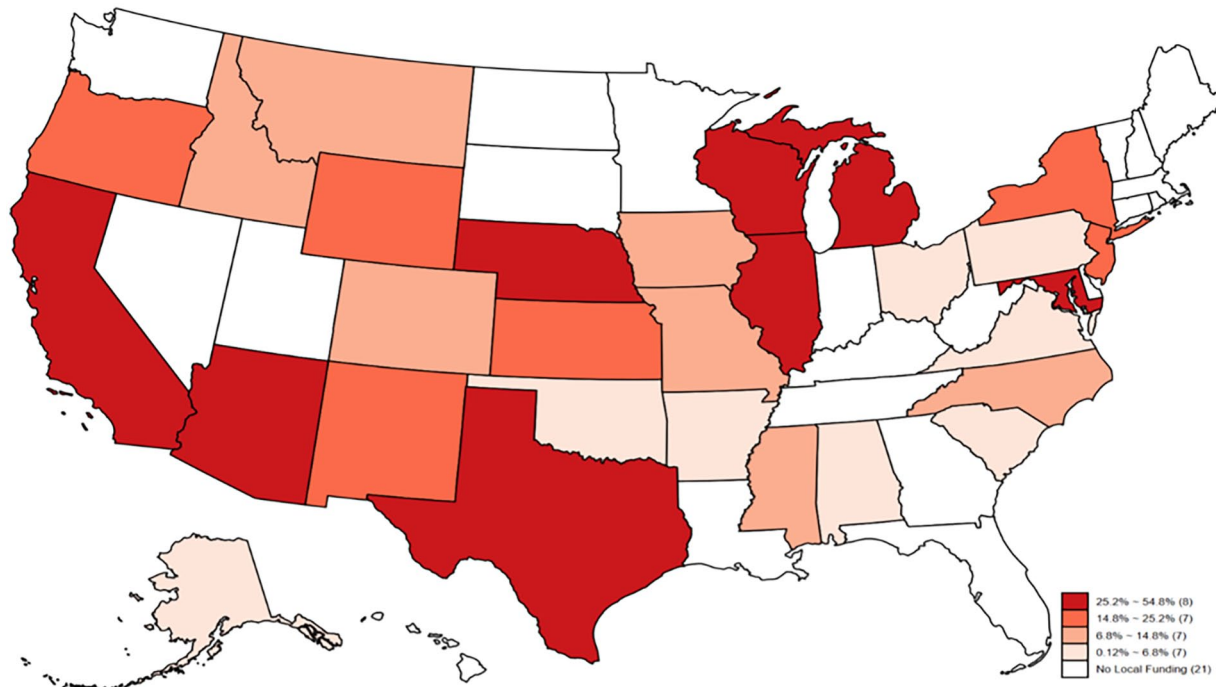 25.2% ~ 54.8% (8)
14.8% ~ 25.2% (7)
6.8% ~ 14.8% (7)
0.12% ~ 6.8% (7)
No Local Funding (21)